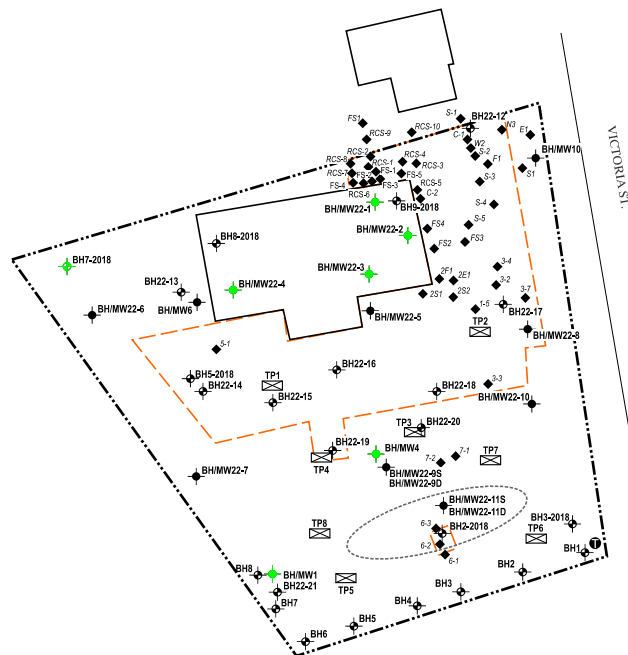 S-1
FS1
RCS-10
BH22-12
N3
E1
VICTORIA ST.
RCS-9
C-1
W2
RCS-2
S-2
BH/MW10
RCS-8
RCS-1
RCS-4
RCS-3
F1
S1
RCS-7
FS-1
FS-5
FS-2
FS-4
FS-3
S-3
RCS-6
RCS-5
C-2
BH/MW22-1
BH9-2018
S-4
FS4
S-5
BH/MW22-2
BH8-2018
FS2
FS3
BH7-2018
3-4
BH/MW22-3
2F1
2E1
3-2
BH22-13
BH/MW22-4
2S1
2S2
3-7
BH/MW6
1-5
BH22-17
BH/MW22-6
BH/MW22-5
TP2
BH/MW22-8
5-1
BH22-16
BH5-2018
TP1
3-3
BH22-14
BH22-18
BH22-15
BH/MW22-10
BH22-20
TP3
BH22-19
BH/MW4
7-1
TP4
7-2
TP7
BH/MW22-7
BH/MW22-9S
BH/MW22-9D
BH/MW22-11S
BH/MW22-11D
6-3
BH2-2018
BH3-2018
TP8
TP6
6-2
6-1
BH1
T
BH8
BH/MW1
TP5
BH22-21
BH2
BH3
BH7
BH4
BH5
BH6